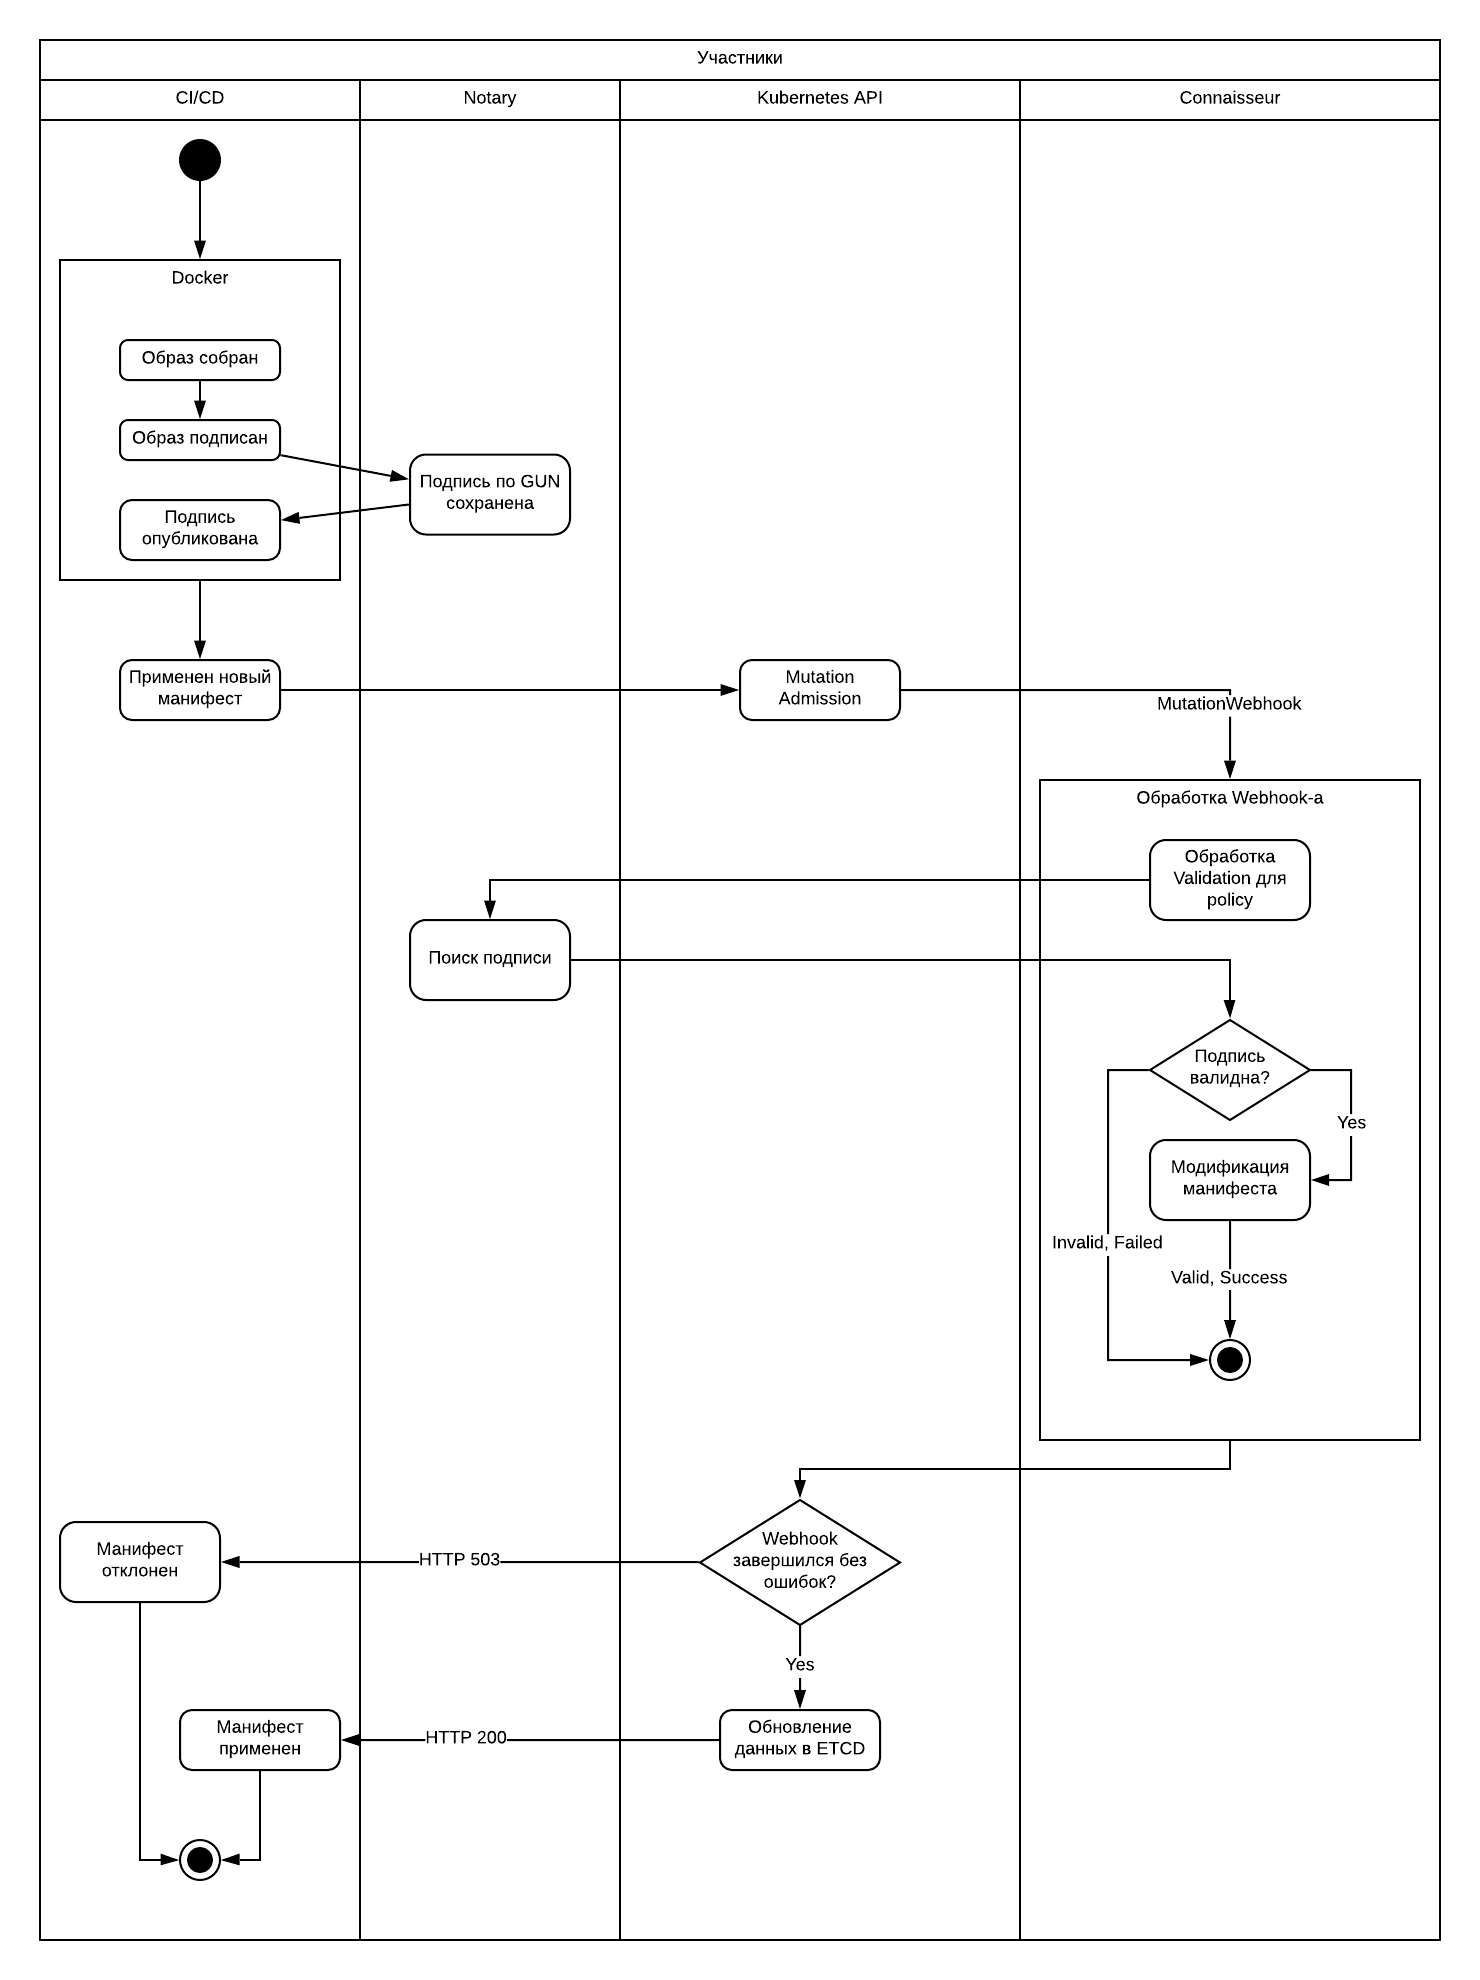 Участники
CI/CD
Notary
Kubernetes API
Connaisseur
Docker
Образ собран
Образ подписан
Подпись по GUN
сохранена
Подпись
опубликована
Применен новый
манифест
Mutation
Admission
MutationWebhook
Обработка Webhook-а
Обработка
Validation для
policy
Поиск подписи
Подпись
валидна?
Yes
Модификация
манифеста
Invalid, Failed
Valid, Success
Webhook
завершился без
ошибок?
HTTP 503
Манифест
отклонен
Yes
Обновление
данных в ETCD
HTTP 200
Манифест
применен